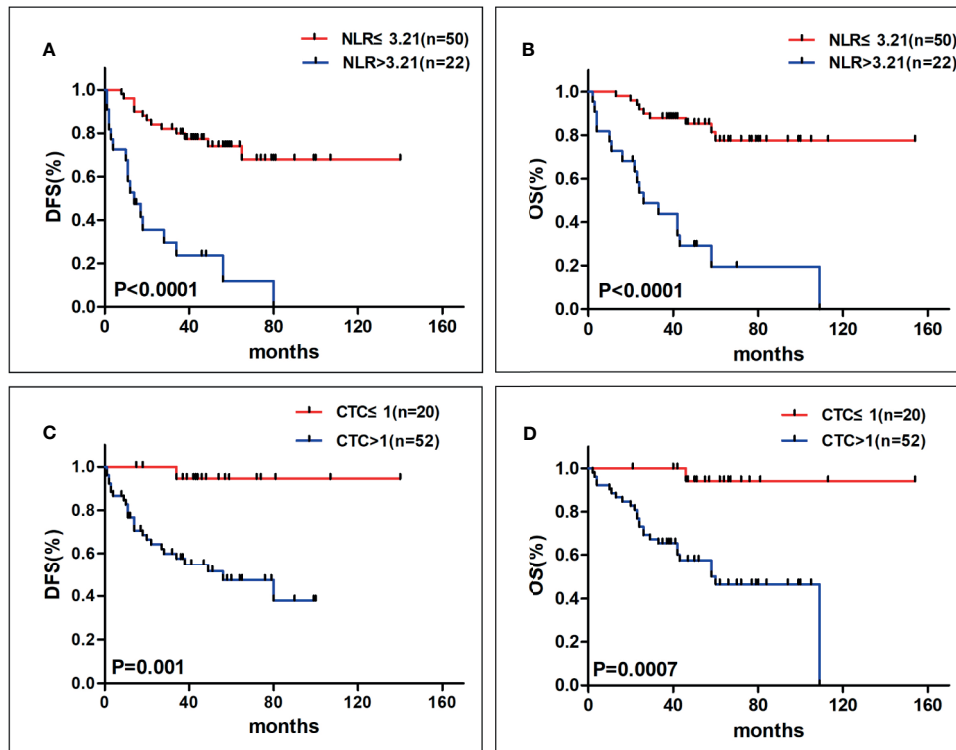 A
NLR≤ 3.21(n=50)
NLR>3.21(n=22)
DFS(%)
1.0
0.8
0.6
0.4
0.2
0.0
P<0.0001
0 40 80 120 160
months
B
NLR≤ 3.21(n=50)
NLR>3.21(n=22)
OS(%)
1.0
0.8
0.6
0.4
0.2
0.0
P<0.0001
0 40 80 120 160
months
C
CTC≤ 1(n=20)
CTC>1(n=52)
DFS(%)
1.0
0.8
0.6
0.4
0.2
0.0
P=0.001
0 40 80 120 160
months
D
CTC≤ 1(n=20)
CTC>1(n=52)
OS(%)
1.0
0.8
0.6
0.4
0.2
0.0
P=0.0007
0 40 80 120 160
months